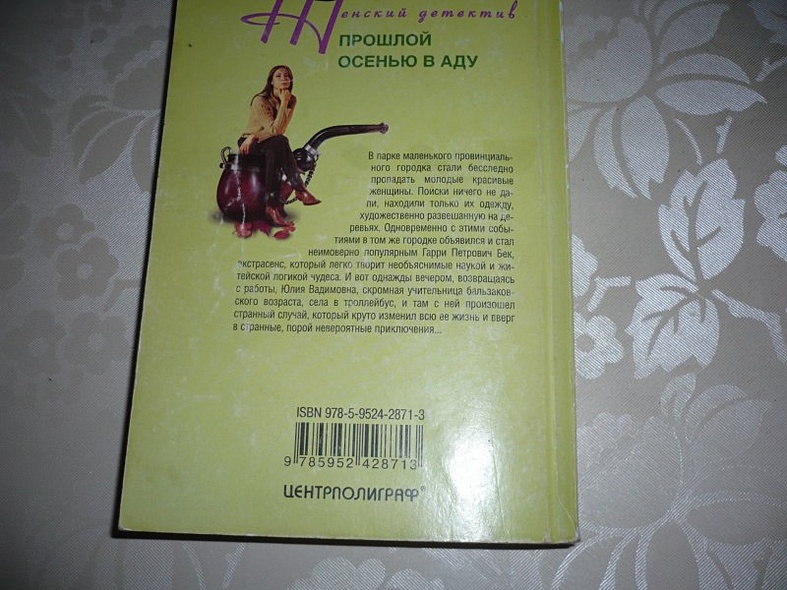 Женский детектив
ПРОШЛОЙ
ОСЕНЬЮ В АДУ
В парке маленького провинциаль-
ного городка стали бесследно
пропадать молодые красивые
женщины. Поиски ничего не да-
ли, находили только их одежду,
художественно развешанную на де-
ревьях. Одновременно с этими собы-
тиями в том же городке объявился и стал
неимоверно популярным Гарри Петрович Бек,
экстрасенс, который легко творит необъяснимые наукой и жи-
тейской логикой чудеса. И вот однажды вечером, возвращаясь
с работы, Юлия Вадимовна, скромная учительница бальзаков-
ского возраста, села в троллейбус, и там с ней произошел
странный случай, который круто изменил всю ее жизнь и вверг
в странные, порой невероятные приключения...
ISBN 978-5-9524-2871-3
9 785952 428713
ЦЕНТРПОЛИГРАФ®